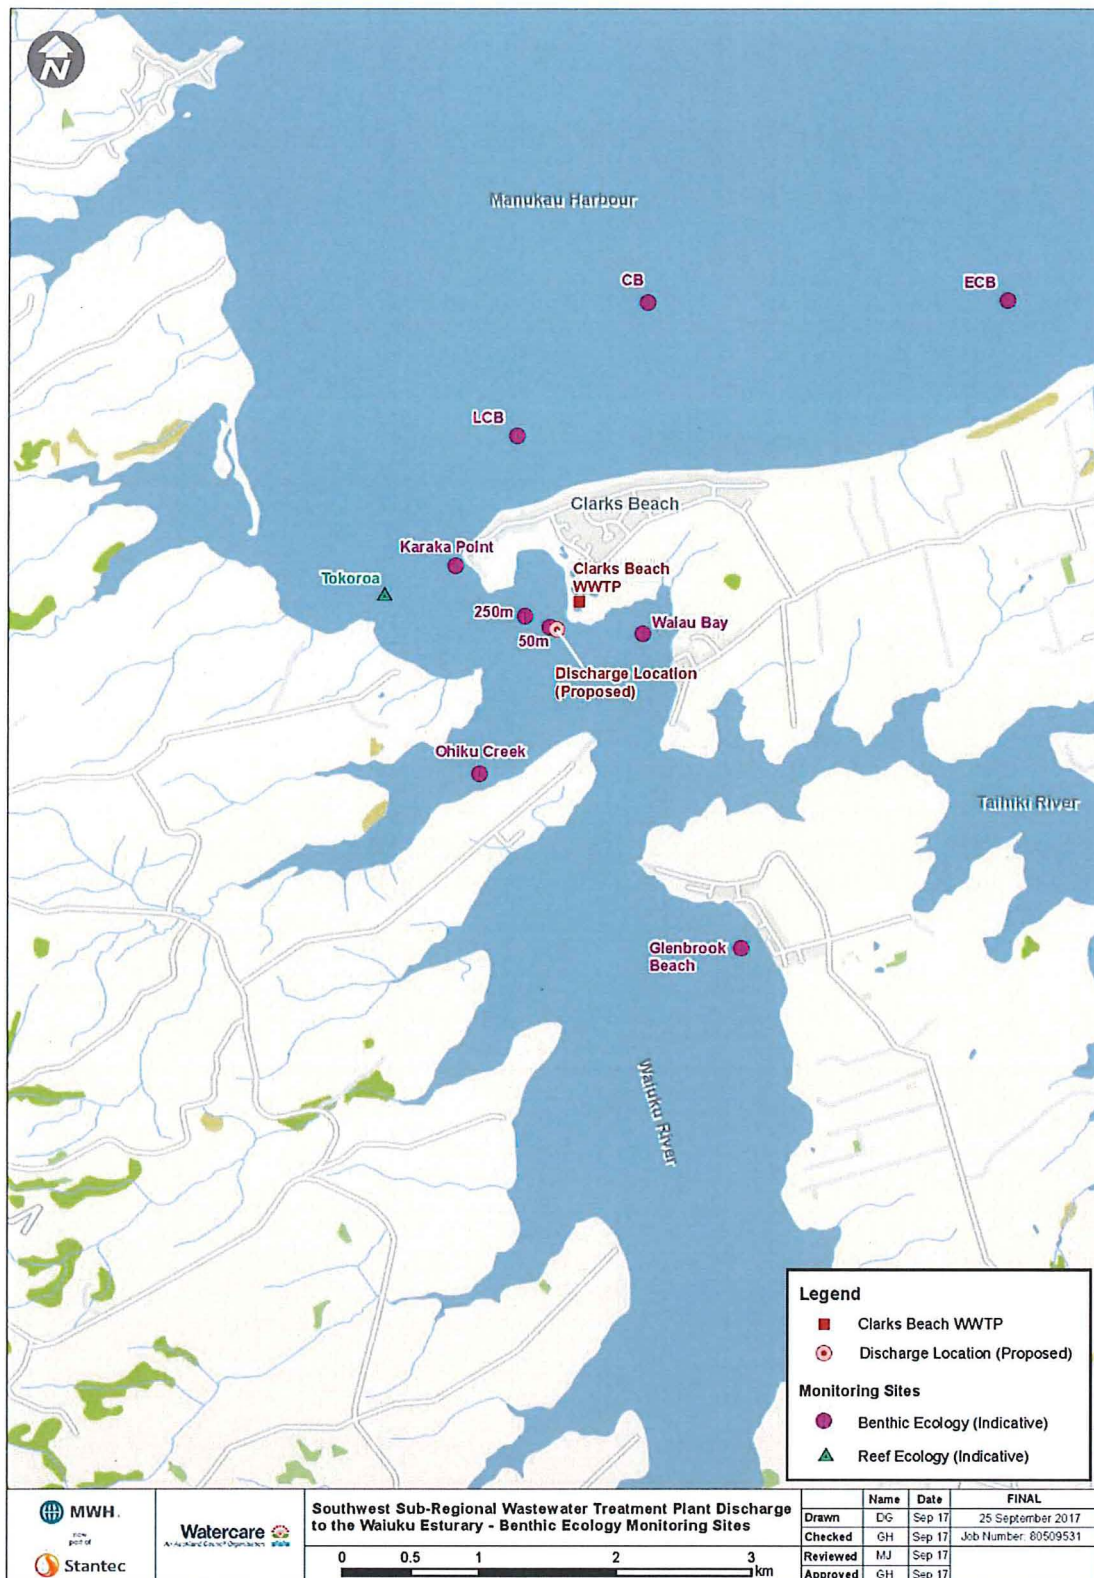 N
Manukau Harbour
CB
ECB
LCB
Clarks Beach
Karaka Point
Clarks Beach
WWTP
Tokoroa
250m
50m
Waiau Bay
Discharge Location
(Proposed)
Ohiku Creek
Taihiki River
Glenbrook
Beach
Waiuku River
Legend
Clarks Beach WWTP
Discharge Location (Proposed)
Monitoring Sites
Benthic Ecology (Indicative)
Reef Ecology (Indicative)
MWH.
now
part of
Stantec
Watercare
An Auckland Council Organisation
Southwest Sub-Regional Wastewater Treatment Plant Discharge
to the Waiuku Esturary - Benthic Ecology Monitoring Sites
0 0.5 1 2 3
km
Name Date FINAL
Drawn DG Sep 17 25 September 2017
Checked GH Sep 17 Job Number: 80509531
Reviewed MJ Sep 17
Approved GH Sep 17